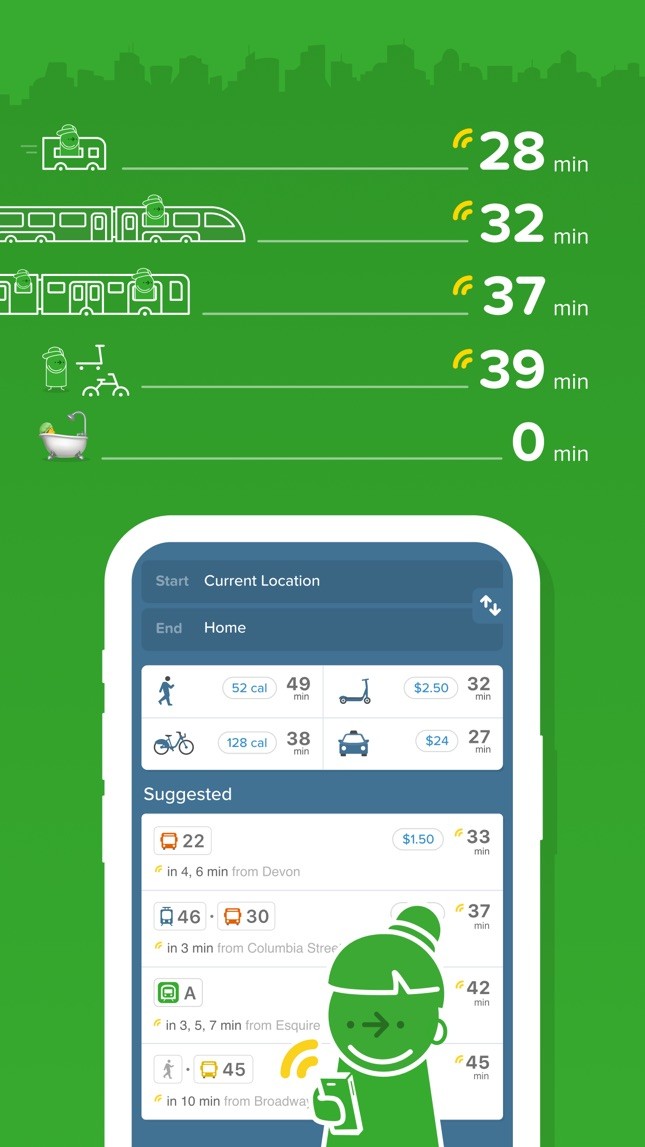 28 min
32 min
37 min
39 min
0 min
Start Current Location
End Home
52 cal 49 min
$2.50 32 min
128 cal 38 min
$24 27 min
Suggested
22 $1.50 33 min
in 4, 6 min from Devon
46 · 30 37 min
in 3 min from Columbia Stree
A 42 min
in 3, 5, 7 min from Esquire
· 45 45 min
in 10 min from Broadway